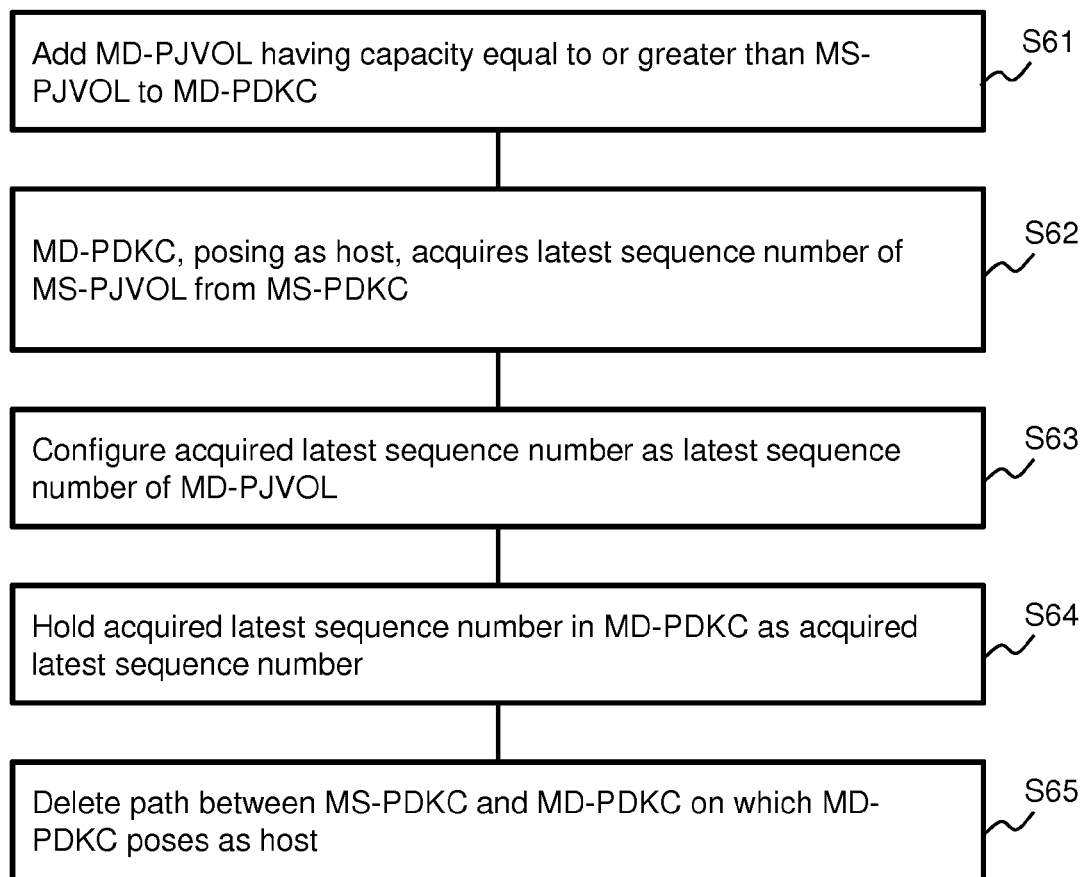 Add MD-PJVOL having capacity equal to or greater than MS-
PJVOL to MD-PDKC
S61
MD-PDKC, posing as host, acquires latest sequence number of
MS-PJVOL from MS-PDKC
S62
Configure acquired latest sequence number as latest sequence
number of MD-PJVOL
S63
Hold acquired latest sequence number in MD-PDKC as acquired
latest sequence number
S64
Delete path between MS-PDKC and MD-PDKC on which MD-
PDKC poses as host
S65